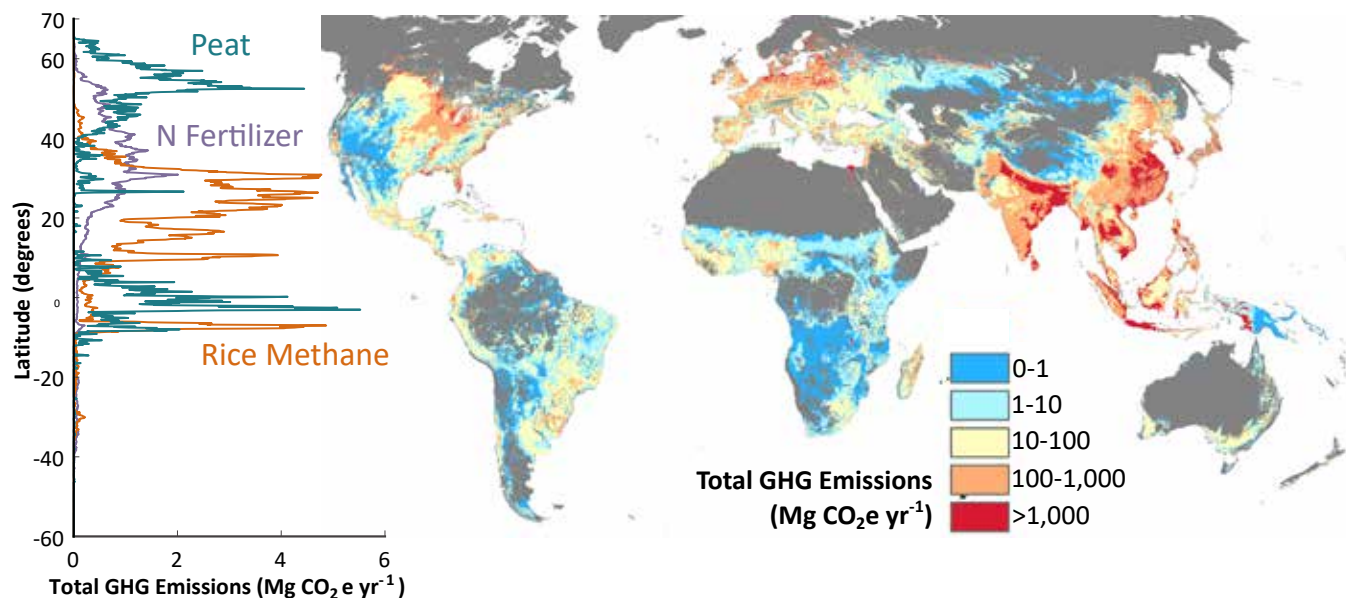 70
60
40
20
0
-20
-40
-60
Latitude (degrees)
Peat
N Fertilizer
Rice Methane
0 2 4 6
Total GHG Emissions (Mg CO₂ e yr⁻¹)
Total GHG Emissions
(Mg CO₂e yr⁻¹)
0-1
1-10
10-100
100-1,000
>1,000